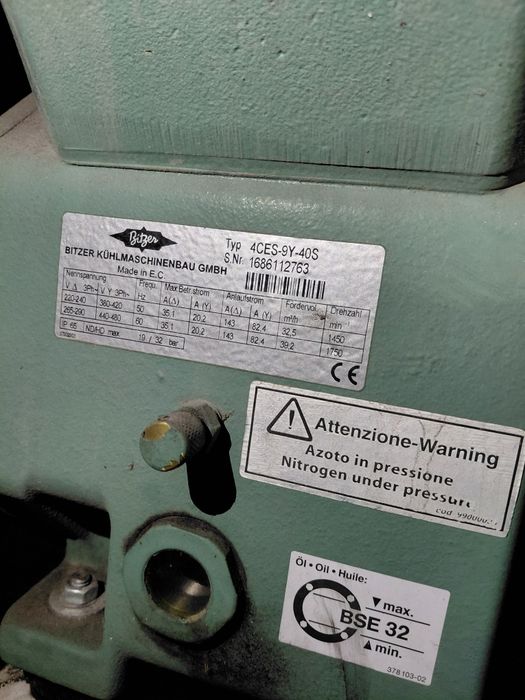 Bitzer
Typ 4CES-9Y-40S
S.Nr. 1686112763
BITZER KÜHLMASCHINENBAU GMBH
Made in E.C.
Nennspannung Frequ. Max Betr.strom Anlaufstrom Fördervol. Drehzahl
V Δ 3Ph~ V Y 3Ph~ Hz A(Δ) A (Y) A(Δ) A (Y) m³/h min⁻¹
220-240 380-420 50 35.1 20.2 143 82.4 32,5 1450
265-290 440-480 60 35.1 20.2 143 82.4 39.2 1750
IP 65 ND/HD max 19 / 32 bar
CE
Attenzione-Warning
Azoto in pressione
Nitrogen under pressure
cod
Öl • Oil • Huile:
max.
BSE 32
min.
378 103-02